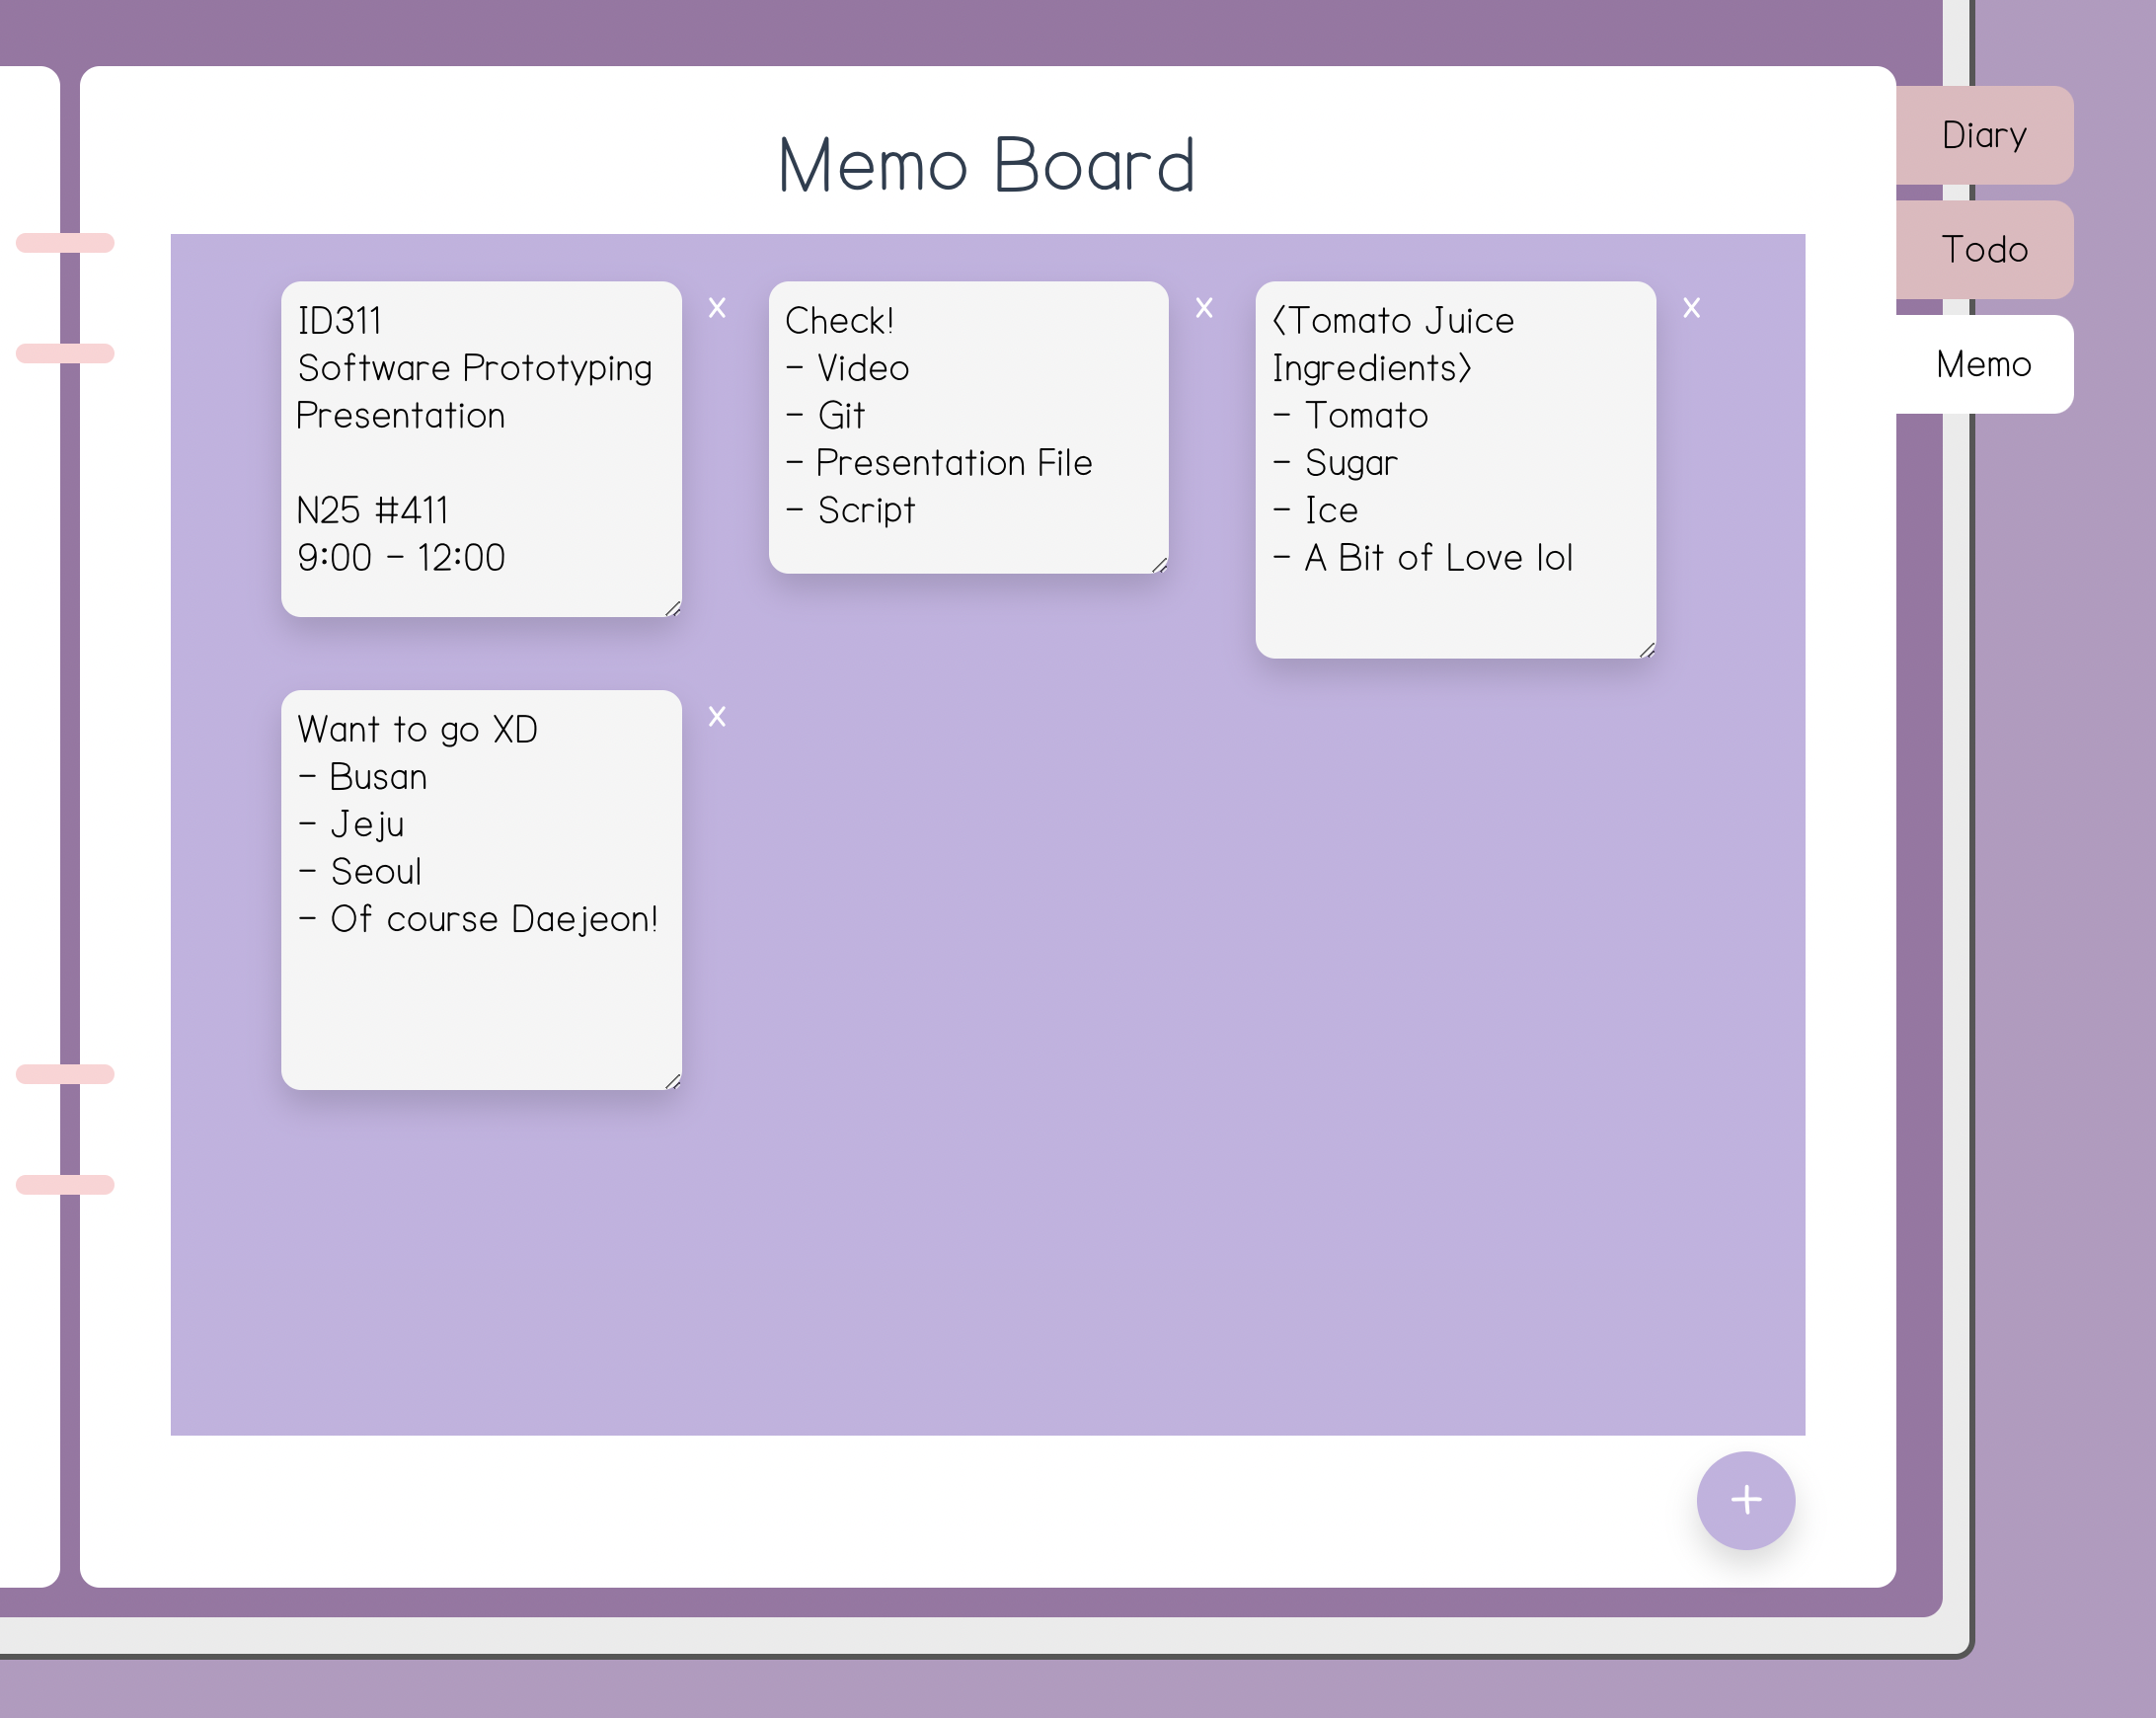 Memo Board
Diary
Todo
Memo
ID311
Software Prototyping
Presentation
N25 #411
9:00 - 12:00
x
Check!
- Video
- Git
- Presentation File
- Script
x
<Tomato Juice
Ingredients>
- Tomato
- Sugar
- Ice
- A Bit of Love lol
x
Want to go XD
- Busan
- Jeju
- Seoul
- Of course Daejeon!
x
+